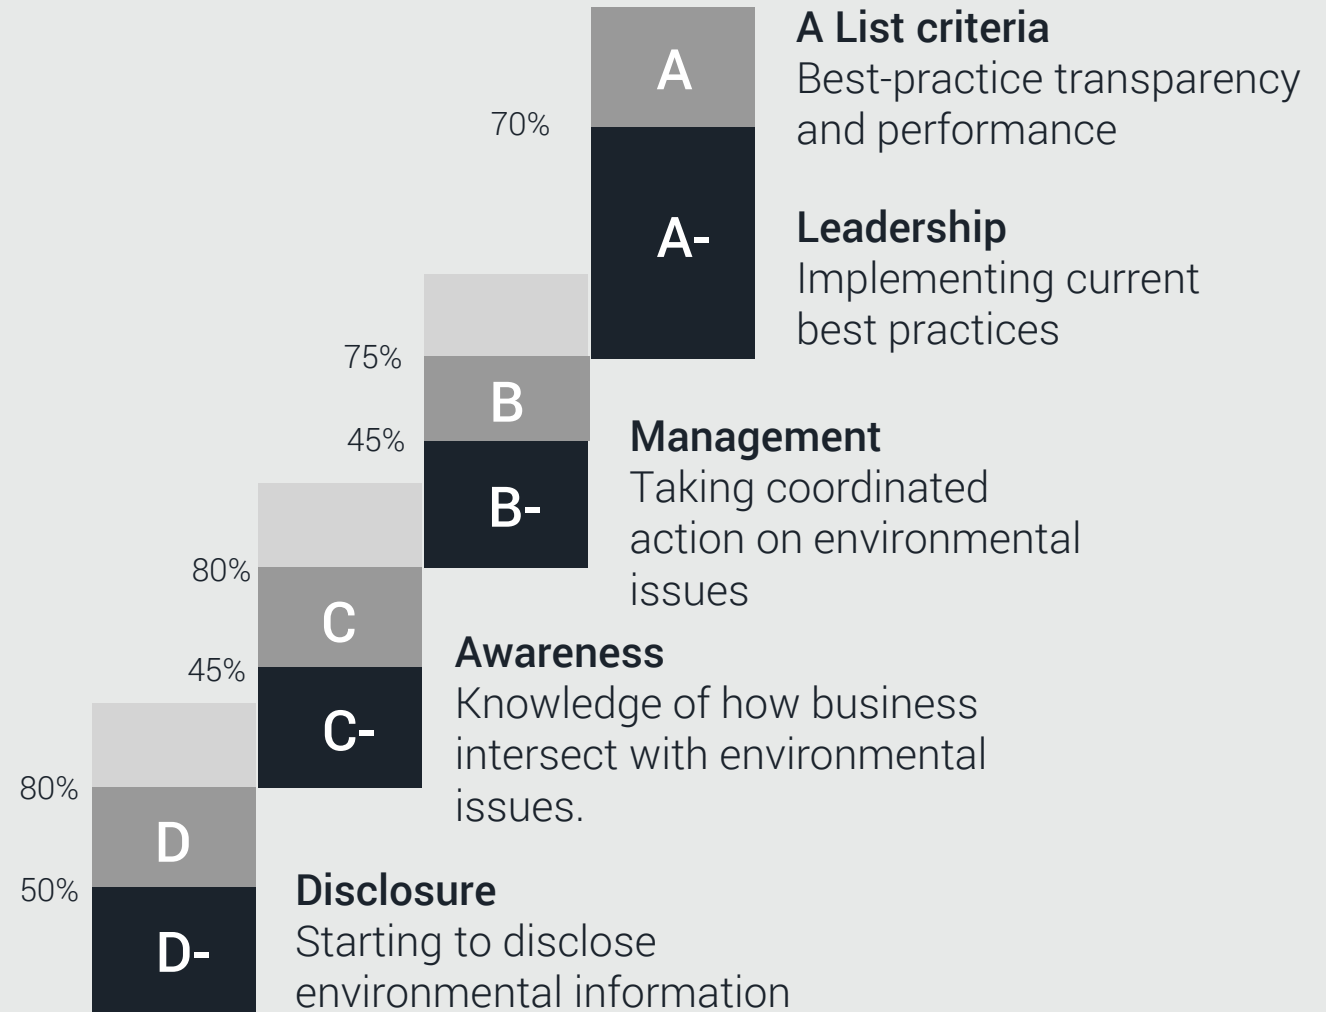 A
A List criteria
Best-practice transparency
and performance
70%
A-
Leadership
Implementing current
best practices
75%
B
45%
B-
Management
Taking coordinated
action on environmental
issues
80%
C
45%
C-
Awareness
Knowledge of how business
intersect with environmental
issues.
80%
D
50%
D-
Disclosure
Starting to disclose
environmental information